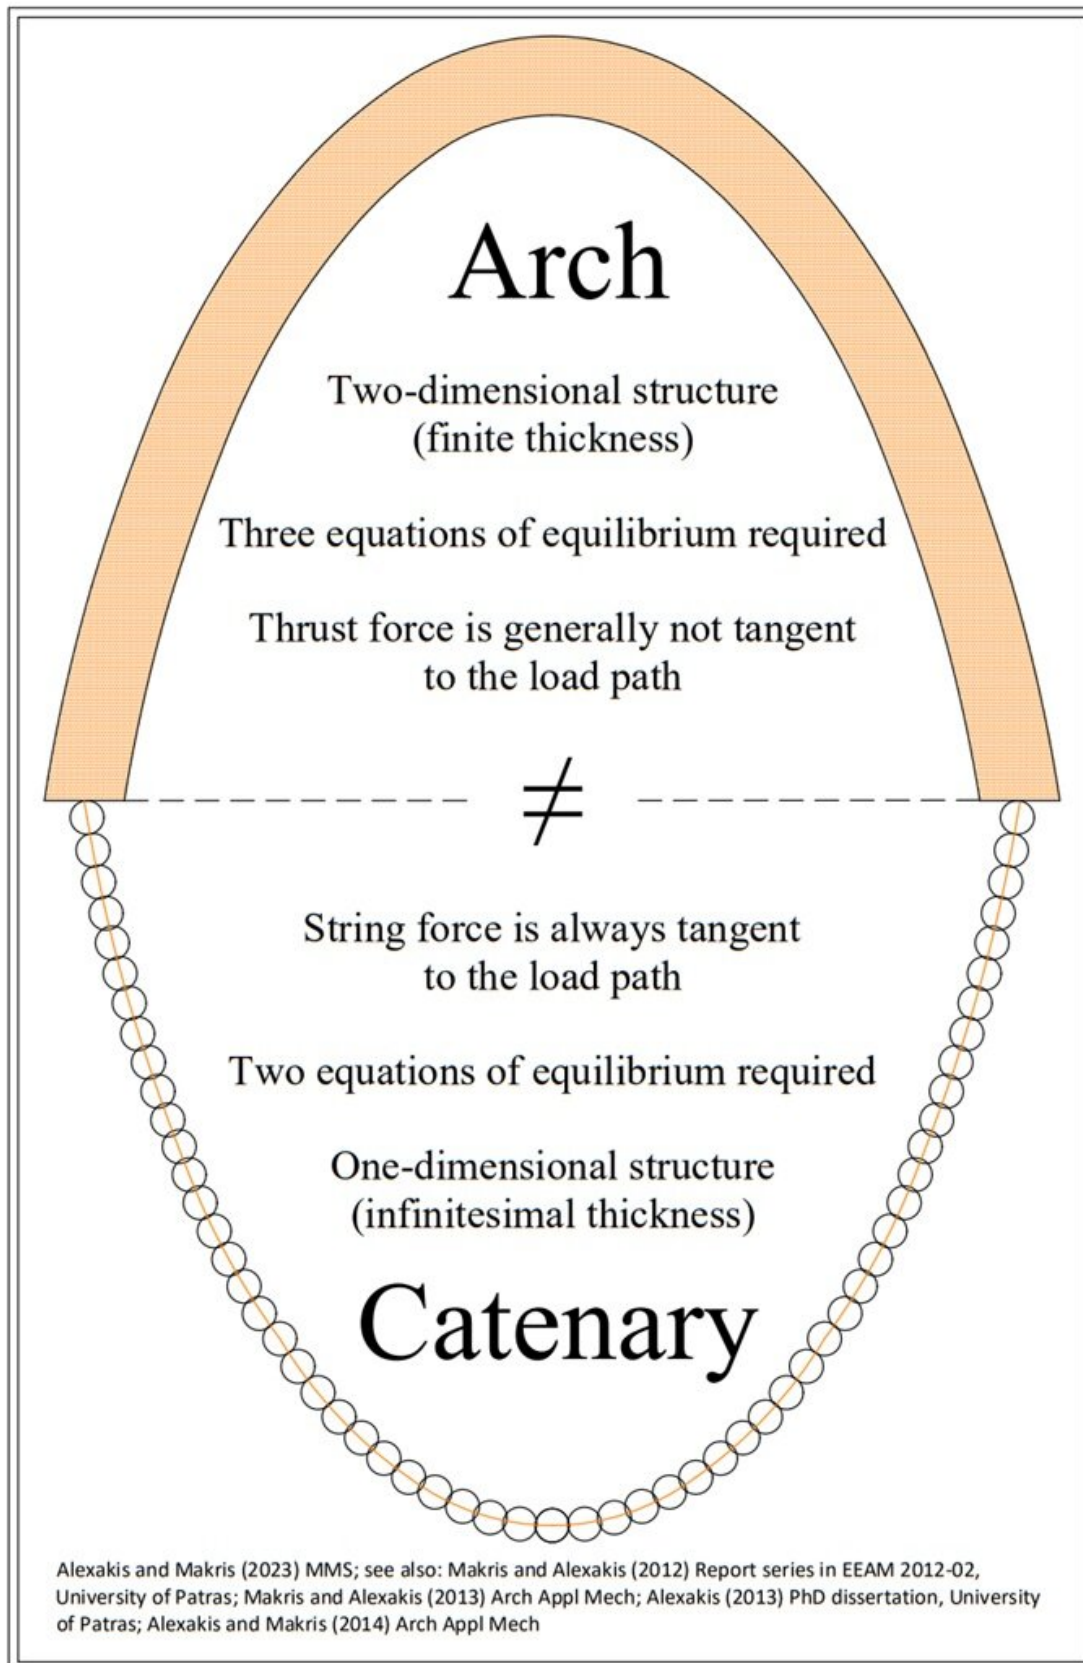 Arch
Two-dimensional structure
(finite thickness)
Three equations of equilibrium required
Thrust force is generally not tangent
to the load path
≠
String force is always tangent
to the load path
Two equations of equilibrium required
One-dimensional structure
(infinitesimal thickness)
Catenary
Alexakis and Makris (2023) MMS; see also: Makris and Alexakis (2012) Report series in EEAM 2012-02,
University of Patras; Makris and Alexakis (2013) Arch Appl Mech; Alexakis (2013) PhD dissertation, University
of Patras; Alexakis and Makris (2014) Arch Appl Mech